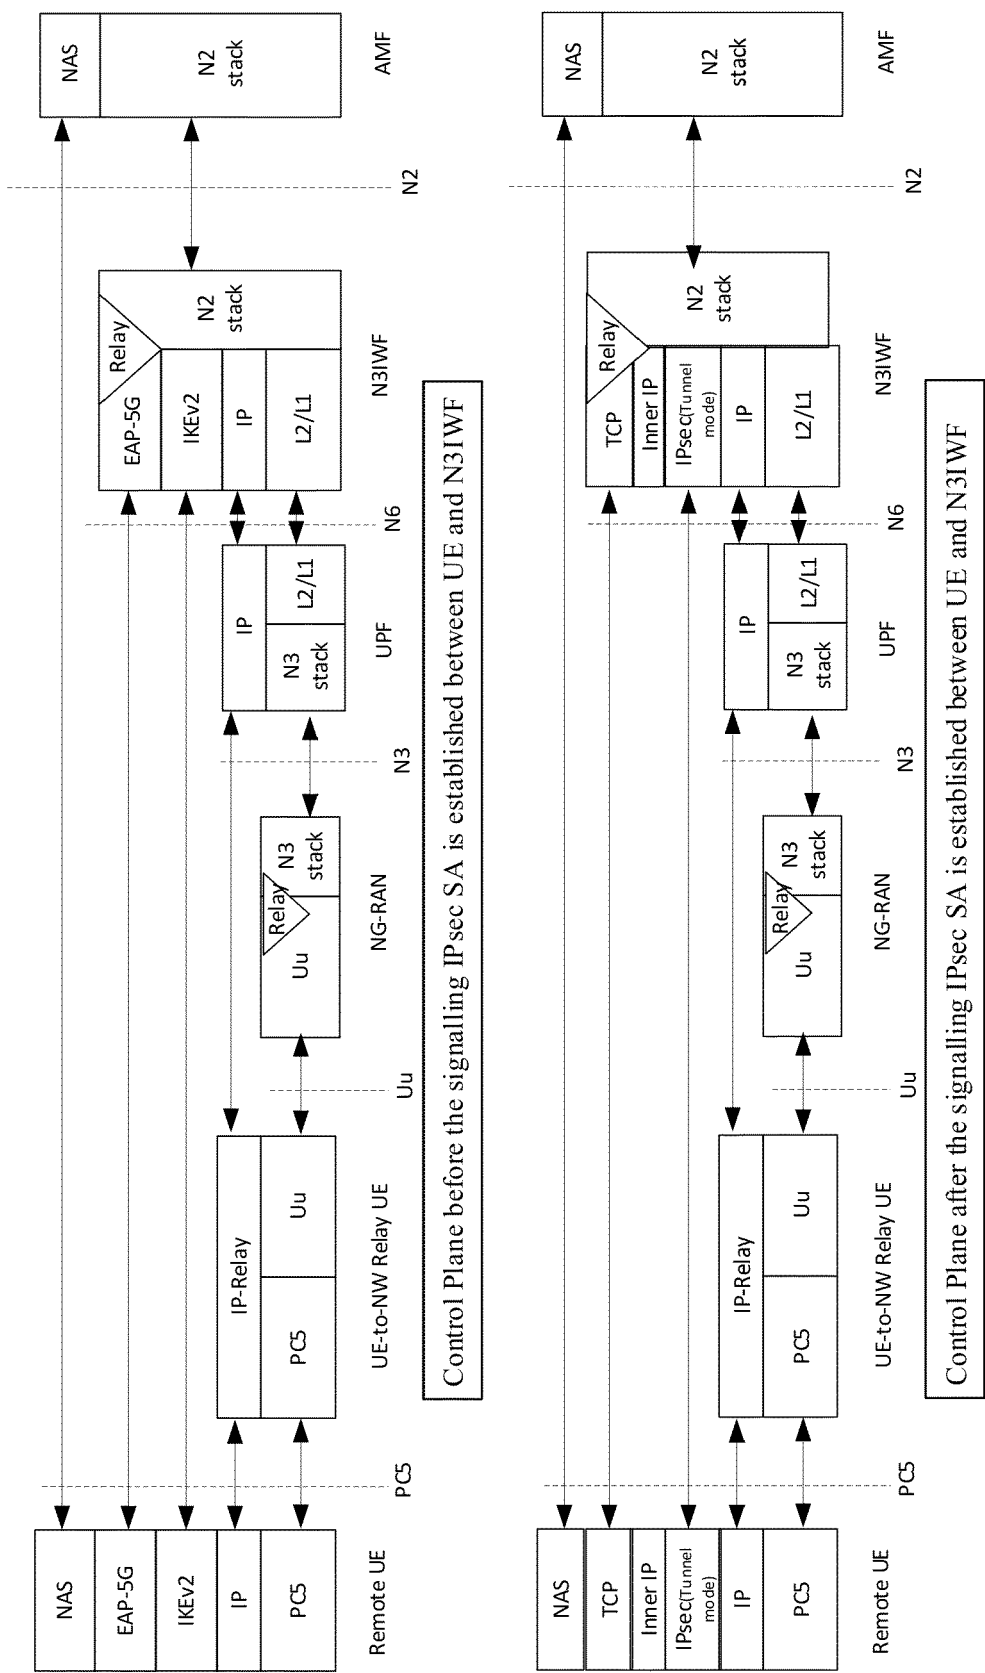 NAS
EAP-5G
IKEv2
IP
PC5
Remote UE
PC5
IP-Relay
PC5
Uu
UE-to-NW Relay UE
Uu
Relay
Uu
N3
stack
NG-RAN
N3
IP
N3
stack
L2/L1
UPF
N6
Relay
EAP-5G
IKEv2
IP
L2/L1
N2
stack
N3IWF
N2
NAS
N2
stack
AMF
Control Plane before the signalling IPsec SA is established between UE and N3IWF
NAS
TCP
Inner IP
IPsec(Tunnel
mode)
IP
PC5
Remote UE
PC5
IP-Relay
PC5
Uu
UE-to-NW Relay UE
Uu
Relay
Uu
N3
stack
NG-RAN
N3
IP
N3
stack
L2/L1
UPF
N6
Relay
TCP
Inner IP
IPsec(Tunnel
mode)
IP
L2/L1
N2
stack
N3IWF
N2
NAS
N2
stack
AMF
Control Plane after the signalling IPsec SA is established between UE and N3IWF